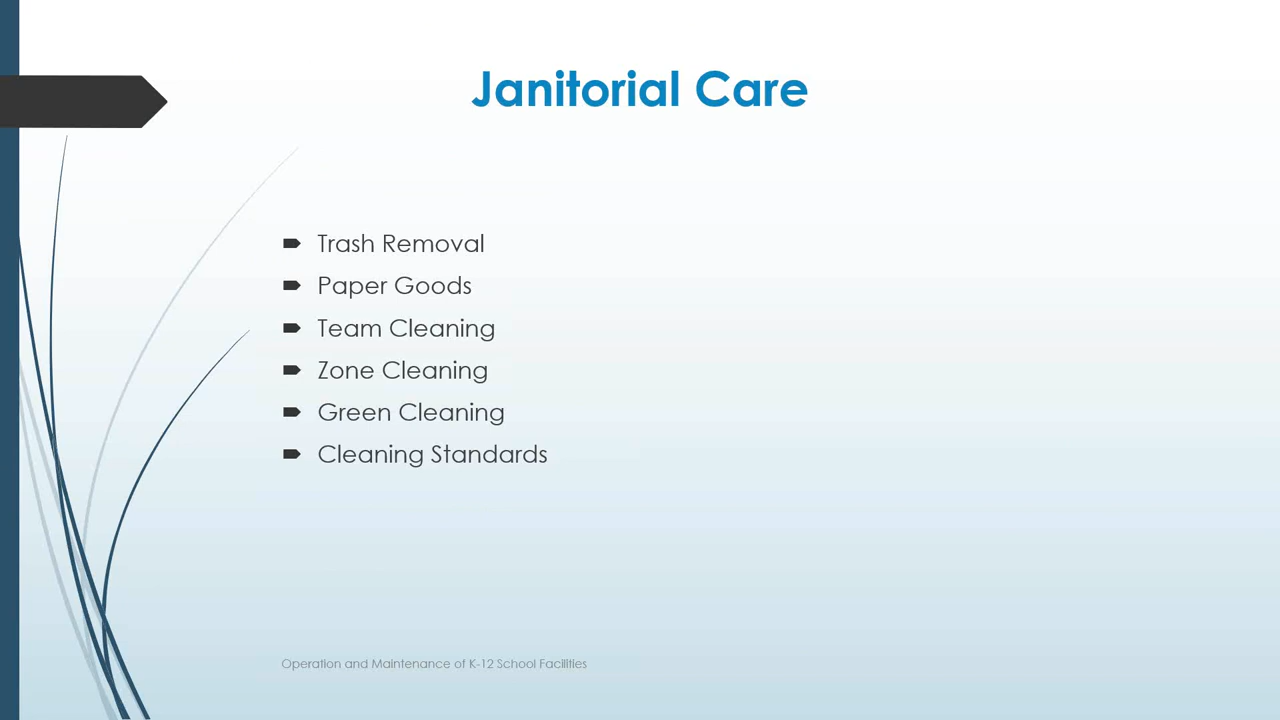 Janitorial Care
Trash Removal
Paper Goods
Team Cleaning
Zone Cleaning
Green Cleaning
Cleaning Standards
Operation and Maintenance of K-12 School Facilities